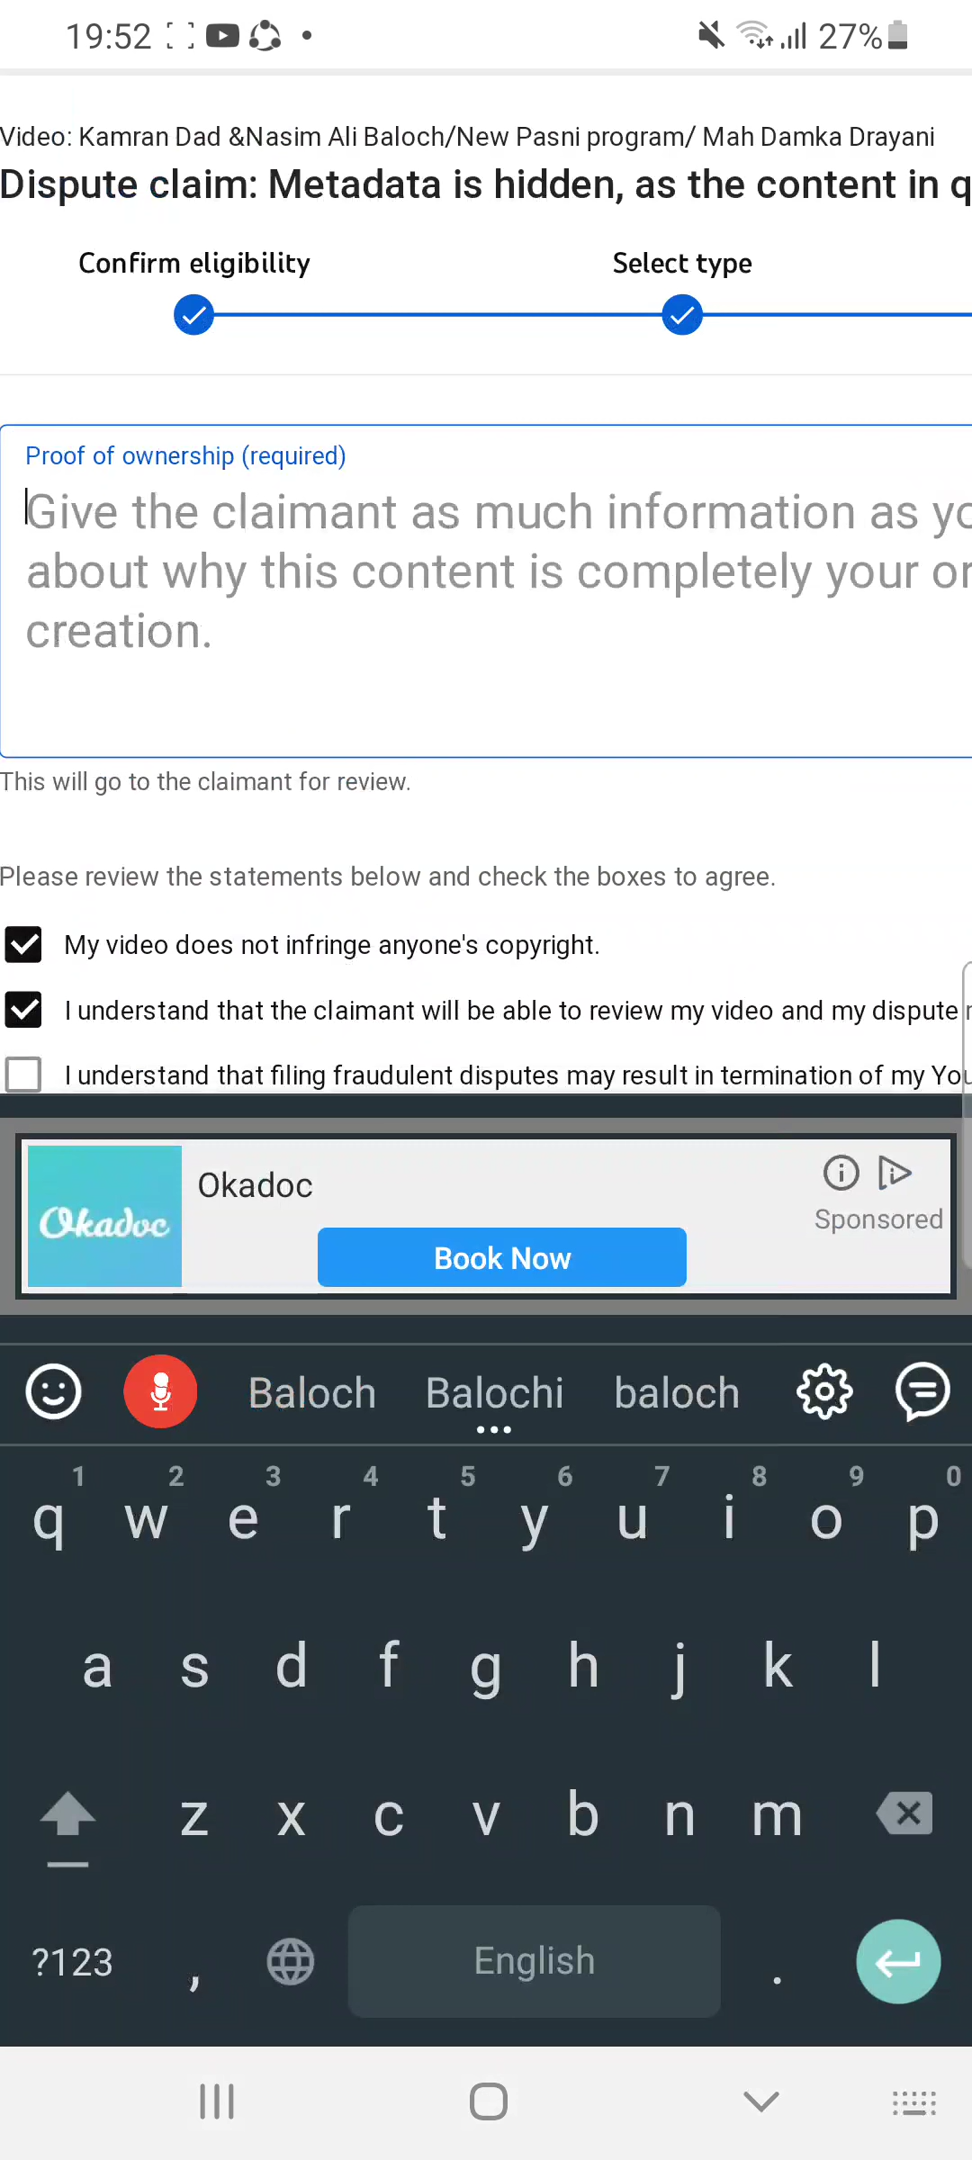 19:52
27%
Video: Kamran Dad &Nasim Ali Baloch/New Pasni program/ Mah Damka Drayani
Dispute claim: Metadata is hidden, as the content in q
Confirm eligibility
Select type
Proof of ownership (required)
Give the claimant as much information as yo
about why this content is completely your or
creation.
This will go to the claimant for review.
Please review the statements below and check the boxes to agree.
My video does not infringe anyone's copyright.
I understand that the claimant will be able to review my video and my dispute r
I understand that filing fraudulent disputes may result in termination of my You
Okadoc
Okadoc
Sponsored
Book Now
Baloch Balochi baloch
1 2 3 4 5 6 7 8 9 0
q w e r t y u i o p
a s d f g h j k l
z x c v b n m
?123 , English .